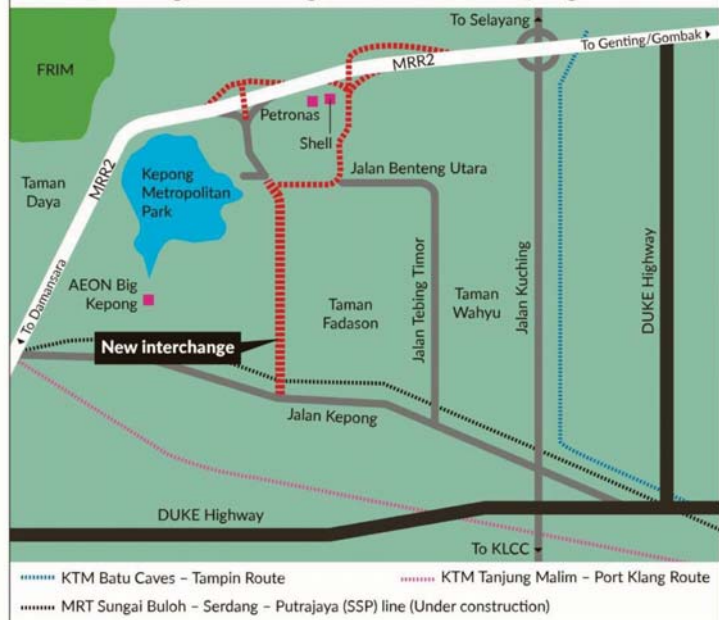 To Selayang
To Genting/Gombak
MRR2
FRIM
Petronas
Shell
Taman
Daya
MRR2
Kepong
Metropolitan
Park
Jalan Benteng Utara
AEON Big
Kepong
To Damansara
Taman
Fadason
Jalan Tebing Timor
Taman
Wahyu
Jalan Kuching
DUKE Highway
New interchange
Jalan Kepong
DUKE Highway
To KLCC
KTM Batu Caves – Tampin Route
KTM Tanjung Malim – Port Klang Route
MRT Sungai Buloh – Serdang – Putrajaya (SSP) line (Under construction)